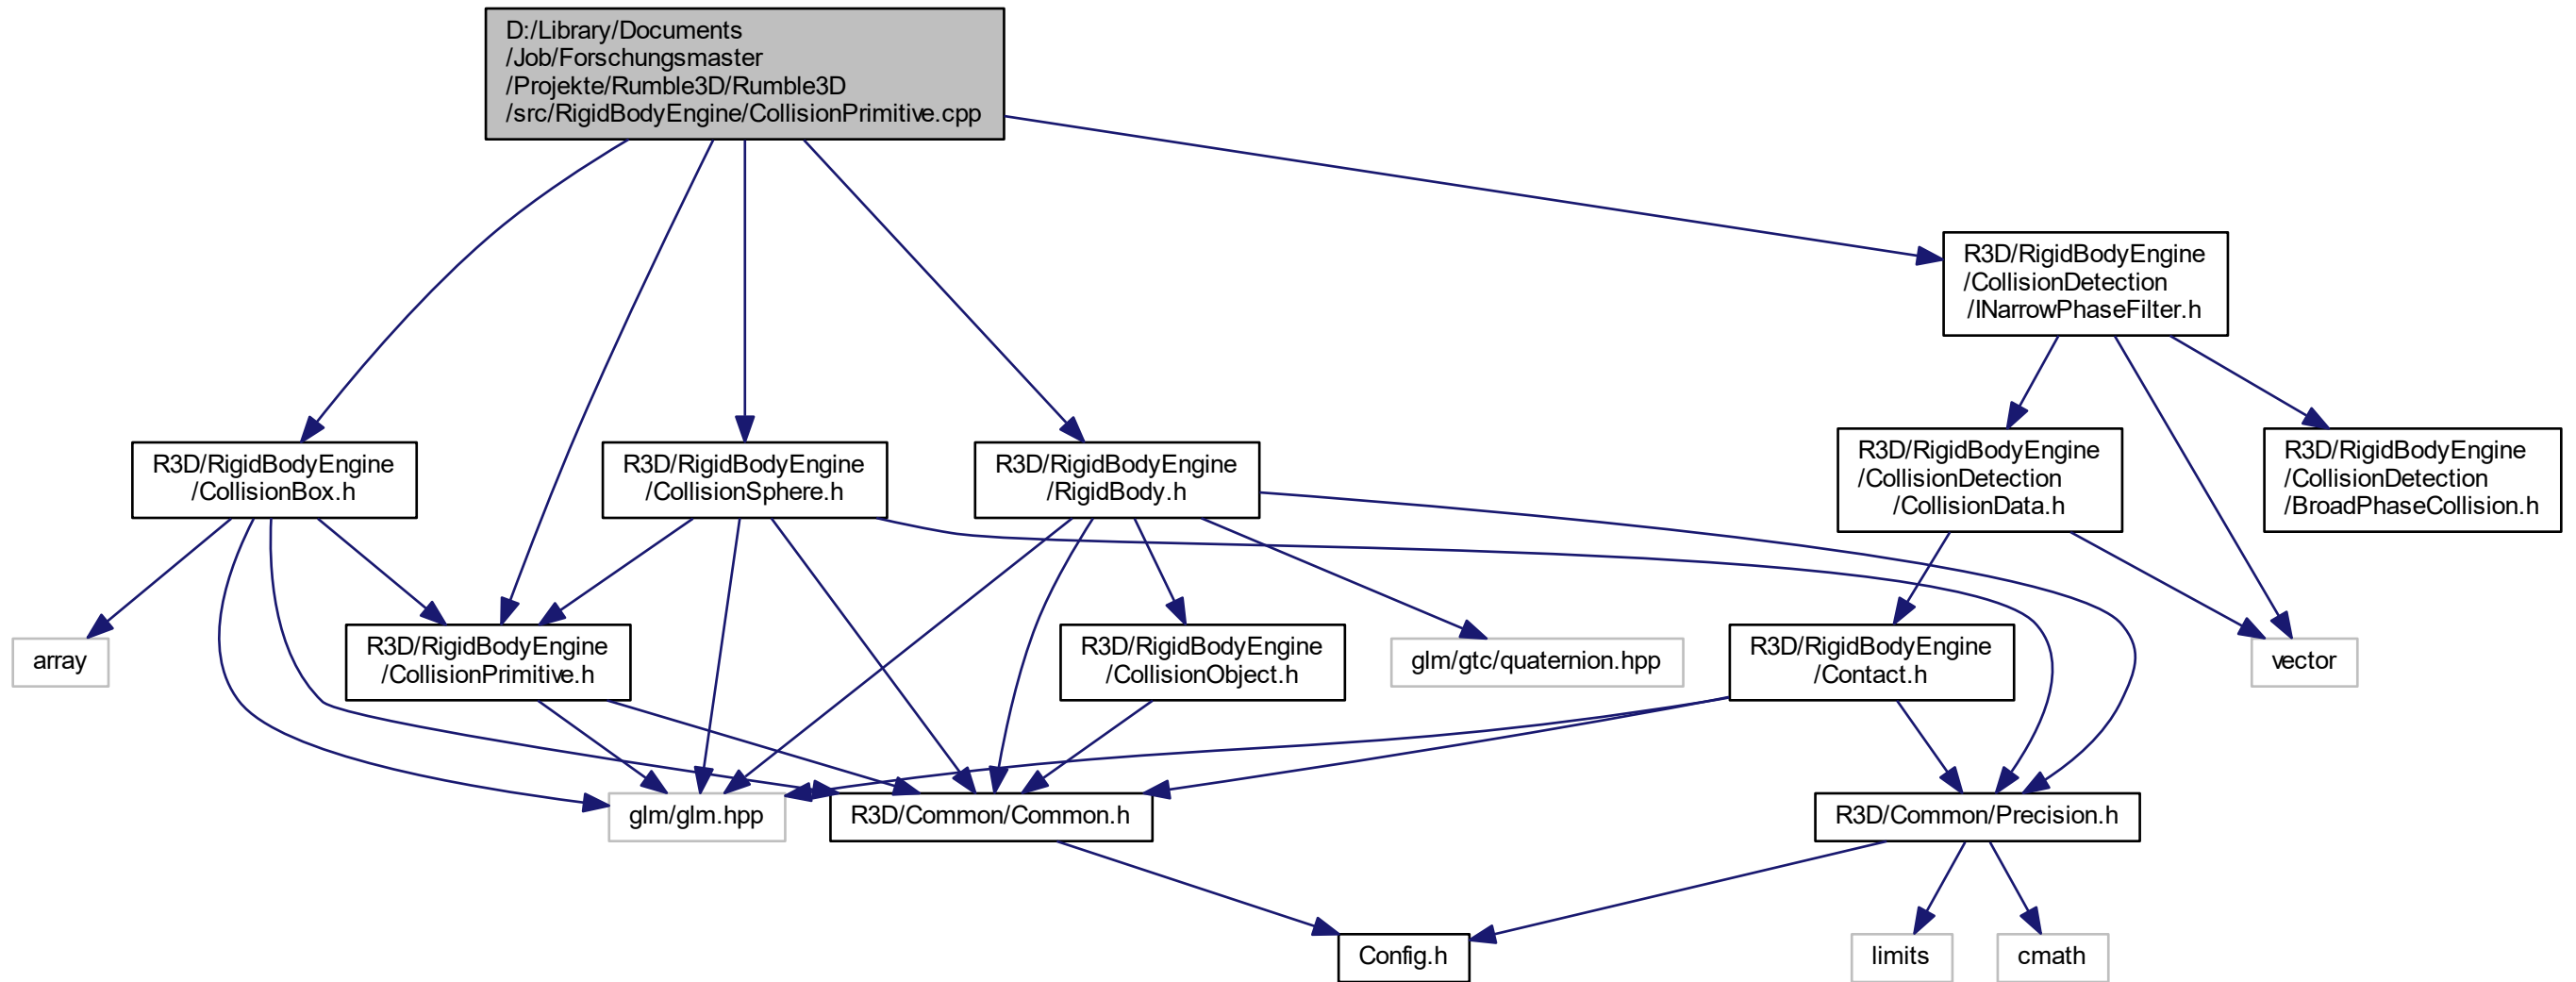 D:/Library/Documents
/Job/Forschungsmaster
/Projekte/Rumble3D/Rumble3D
/src/RigidBodyEngine/CollisionPrimitive.cpp
R3D/RigidBodyEngine
/CollisionDetection
/INarrowPhaseFilter.h
R3D/RigidBodyEngine
/CollisionBox.h
R3D/RigidBodyEngine
/CollisionSphere.h
R3D/RigidBodyEngine
/RigidBody.h
R3D/RigidBodyEngine
/CollisionDetection
/CollisionData.h
R3D/RigidBodyEngine
/CollisionDetection
/BroadPhaseCollision.h
array
R3D/RigidBodyEngine
/CollisionPrimitive.h
R3D/RigidBodyEngine
/CollisionObject.h
glm/gtc/quaternion.hpp
R3D/RigidBodyEngine
/Contact.h
vector
glm/glm.hpp
R3D/Common/Common.h
R3D/Common/Precision.h
Config.h
limits
cmath